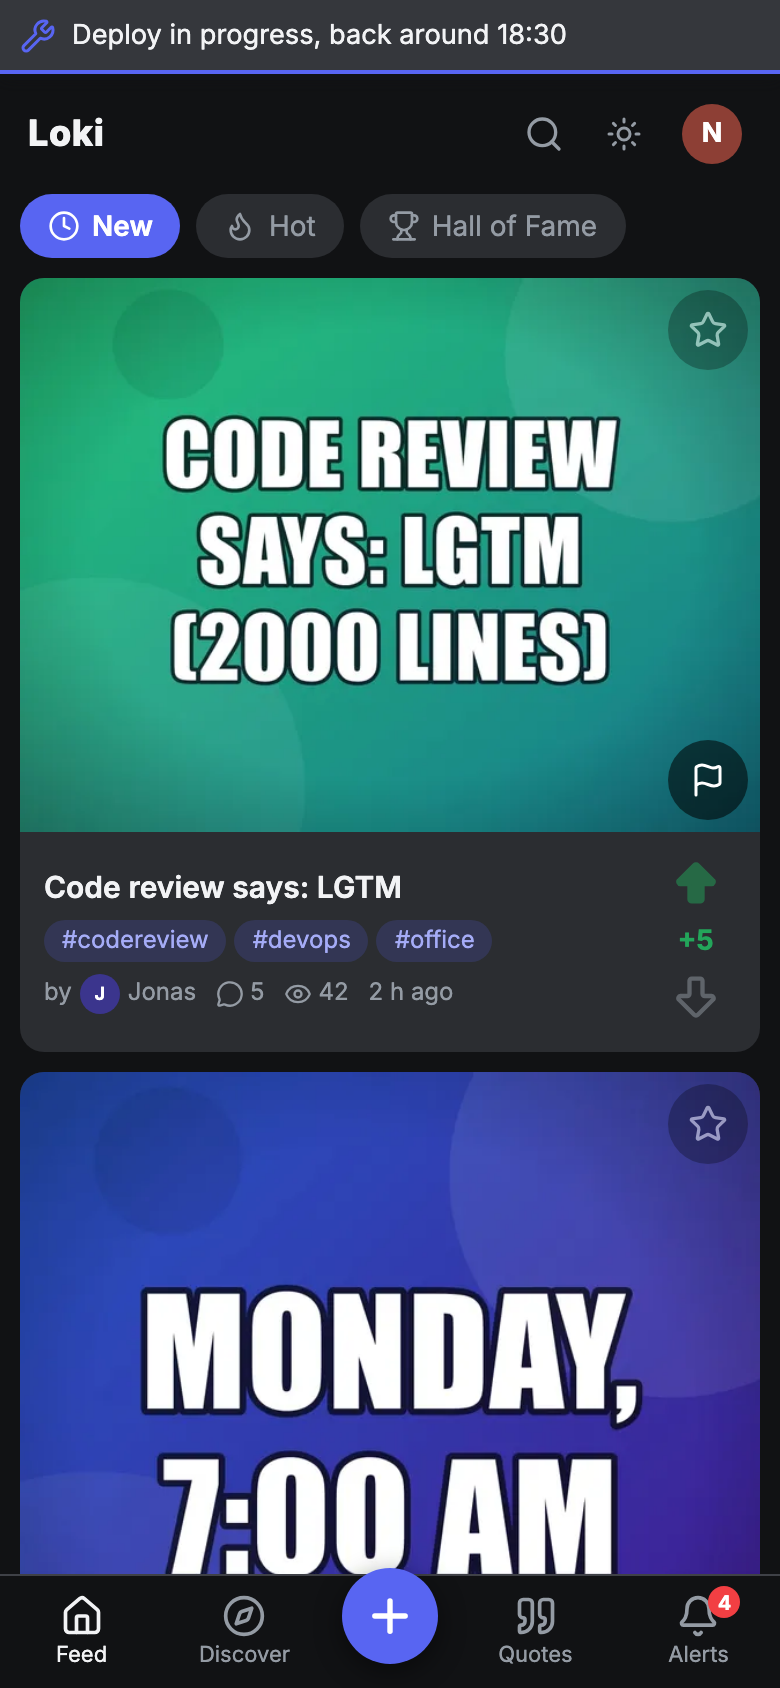 Deploy in progress, back around 18:30
Loki
N
New
Hot
Hall of Fame
CODE REVIEW
SAYS: LGTM
(2000 LINES)
Code review says: LGTM
+5
#codereview #devops #office
by J Jonas 5 42 2 h ago
MONDAY,
7:00 AM
Feed
Discover
Quotes
4
Alerts